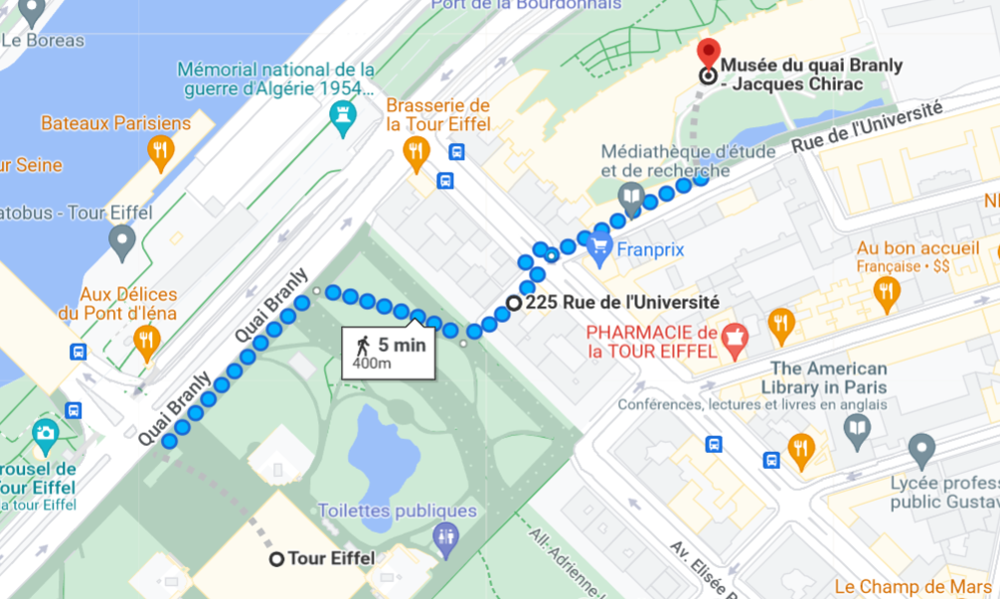 Port de la Bourdonnais
Le Boreas
Mémorial national de la
guerre d'Algérie 1954...
Musée du quai Branly
- Jacques Chirac
Brasserie de
la Tour Eiffel
Bateaux Parisiens
ur Seine
Rue de l'Université
Médiathèque d'étude
et de recherche
atobus - Tour Eiffel
Franprix
Au bon accueil
Française • $$
Quai Branly
Aux Délices
du Pont d'Iéna
225 Rue de l'Université
PHARMACIE de
la TOUR EIFFEL
5 min
400m
The American
Library in Paris
Conférences, lectures et livres en anglais
Quai Branly
rousel de
our Eiffel
a tour Eiffel
Lycée profess
public Gustav
Toilettes publiques
Tour Eiffel
All. Adrienne-L
Av. Elisée R
Le Champ de Mars